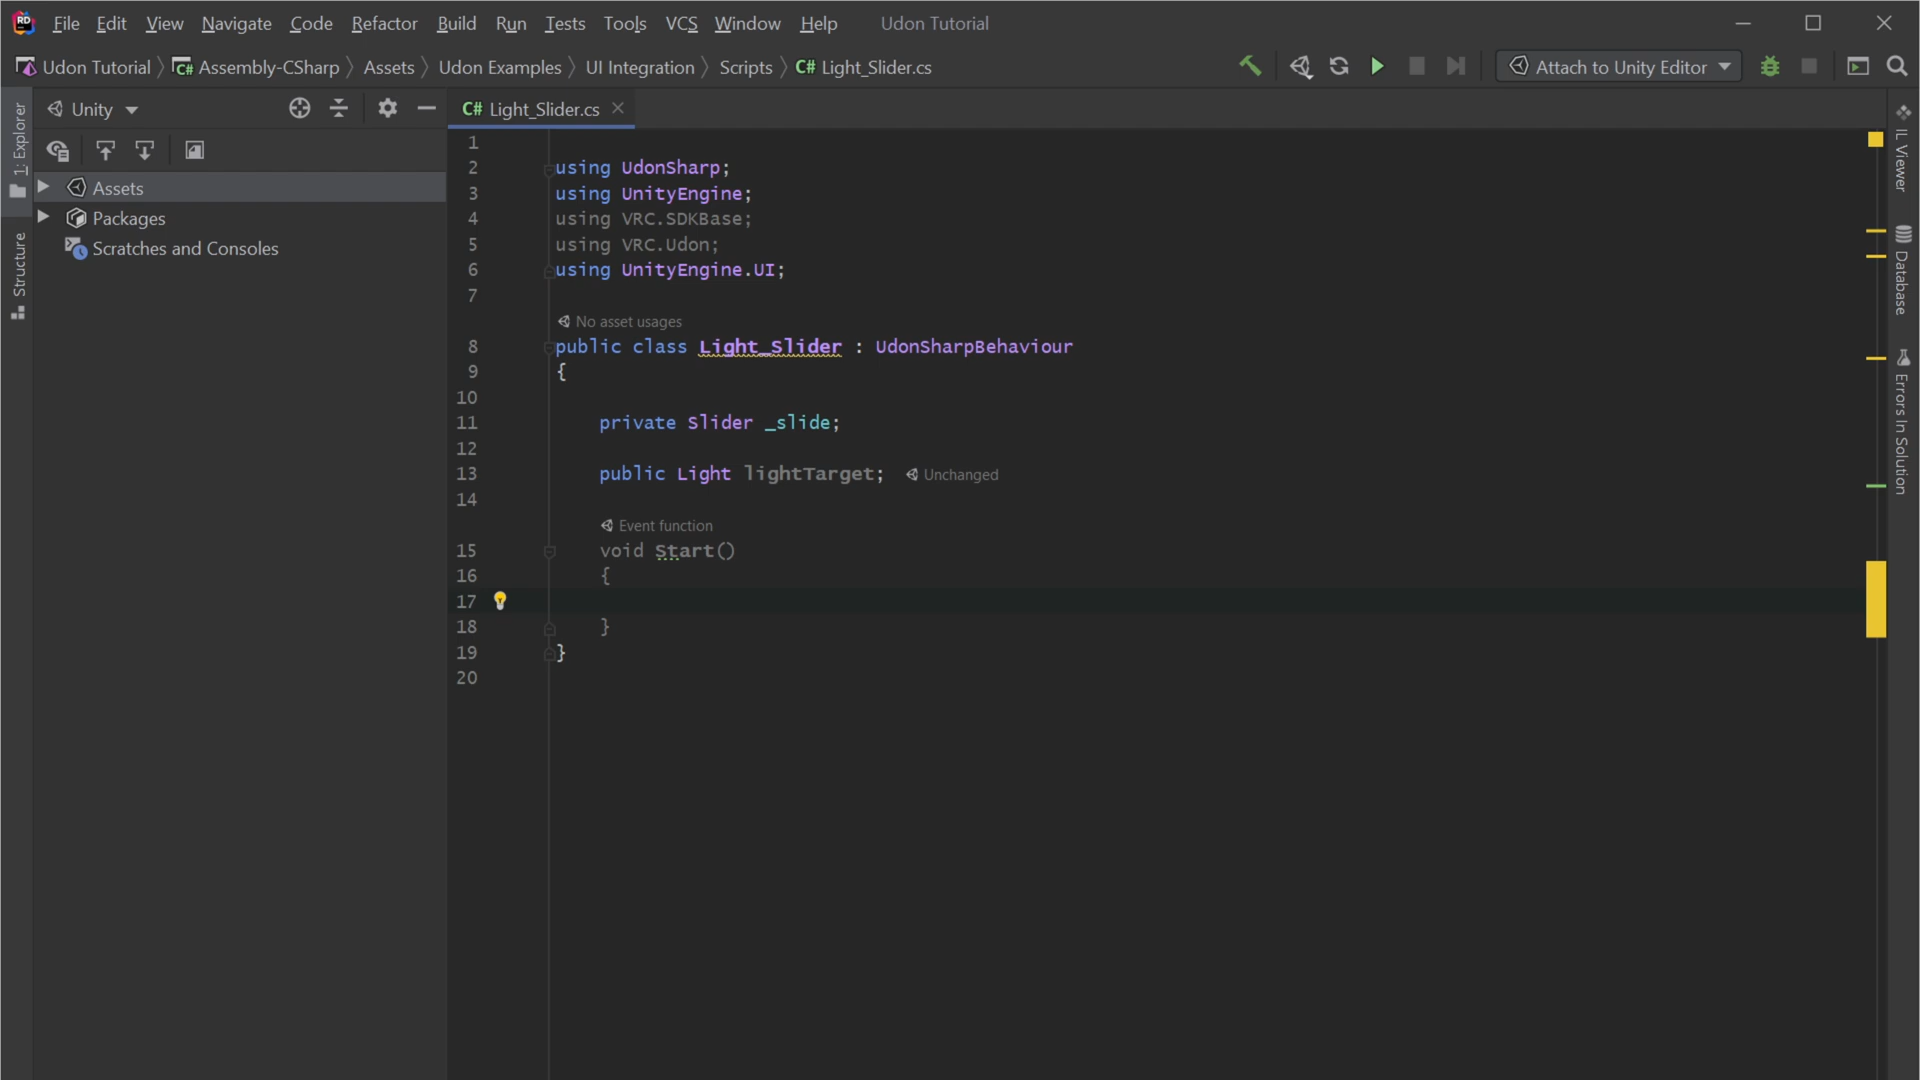 RD File Edit View Navigate Code Refactor Build Run Tests Tools VCS Window Help Udon Tutorial
Udon Tutorial C# Assembly-CSharp Assets Udon Examples UI Integration Scripts C# Light_Slider.cs Attach to Unity Editor
1: Explorer
Structure
Unity
Assets
Packages
Scratches and Consoles
C# Light_Slider.cs
1
2 using UdonSharp;
3 using UnityEngine;
4 using VRC.SDKBase;
5 using VRC.Udon;
6 using UnityEngine.UI;
7
No asset usages
8 public class Light_Slider : UdonSharpBehaviour
9 {
10
11 private Slider _slide;
12
13 public Light lightTarget; Unchanged
14
Event function
15 void Start()
16 {
17
18 }
19 }
20
IL Viewer
Database
Errors In Solution